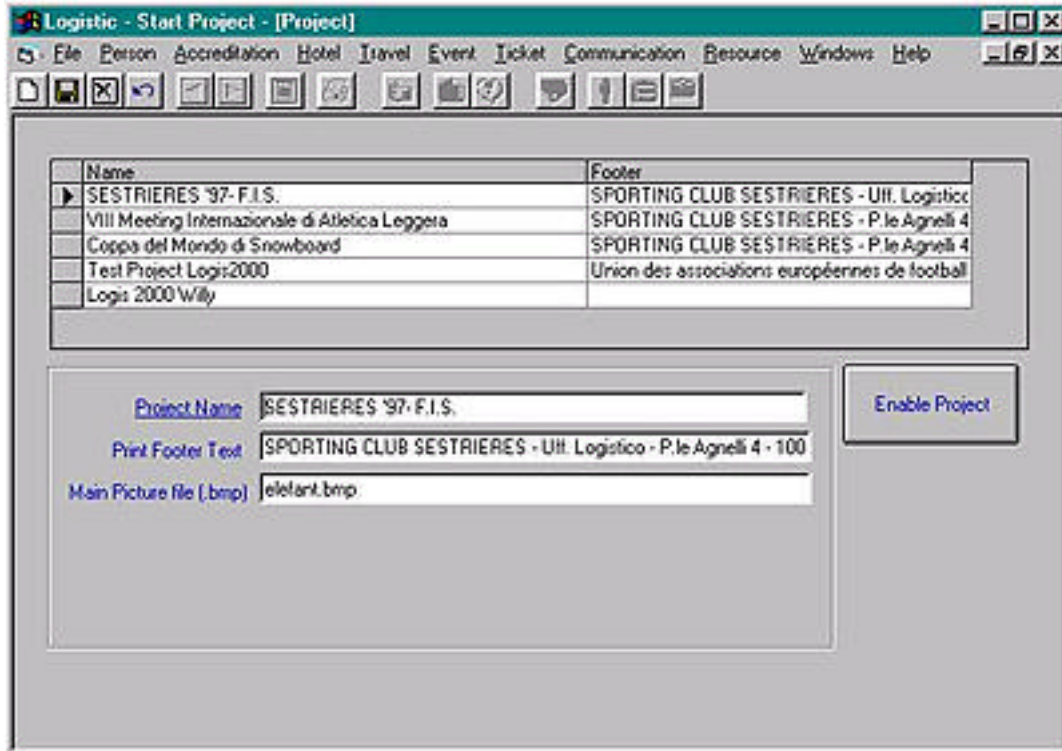 Logistic - Start Project - [Project]
File Person Accreditation Hotel Travel Event Ticket Communication Resource Windows Help
Name Footer
SESTRIERES '97- F.I.S. SPORTING CLUB SESTRIERES - Uff. Logistico
VIII Meeting Internazionale di Atletica Leggera SPORTING CLUB SESTRIERES - P.le Agnelli 4
Coppa del Mondo di Snowboard SPORTING CLUB SESTRIERES - P.le Agnelli 4
Test Project Logis2000 Union des associations européennes de football
Logis 2000 Willy
Enable Project
Project Name SESTRIERES '97- F.I.S.
Print Footer Text SPORTING CLUB SESTRIERES - Uff. Logistico - P.le Agnelli 4 - 100
Main Picture file (.bmp) elefant.bmp